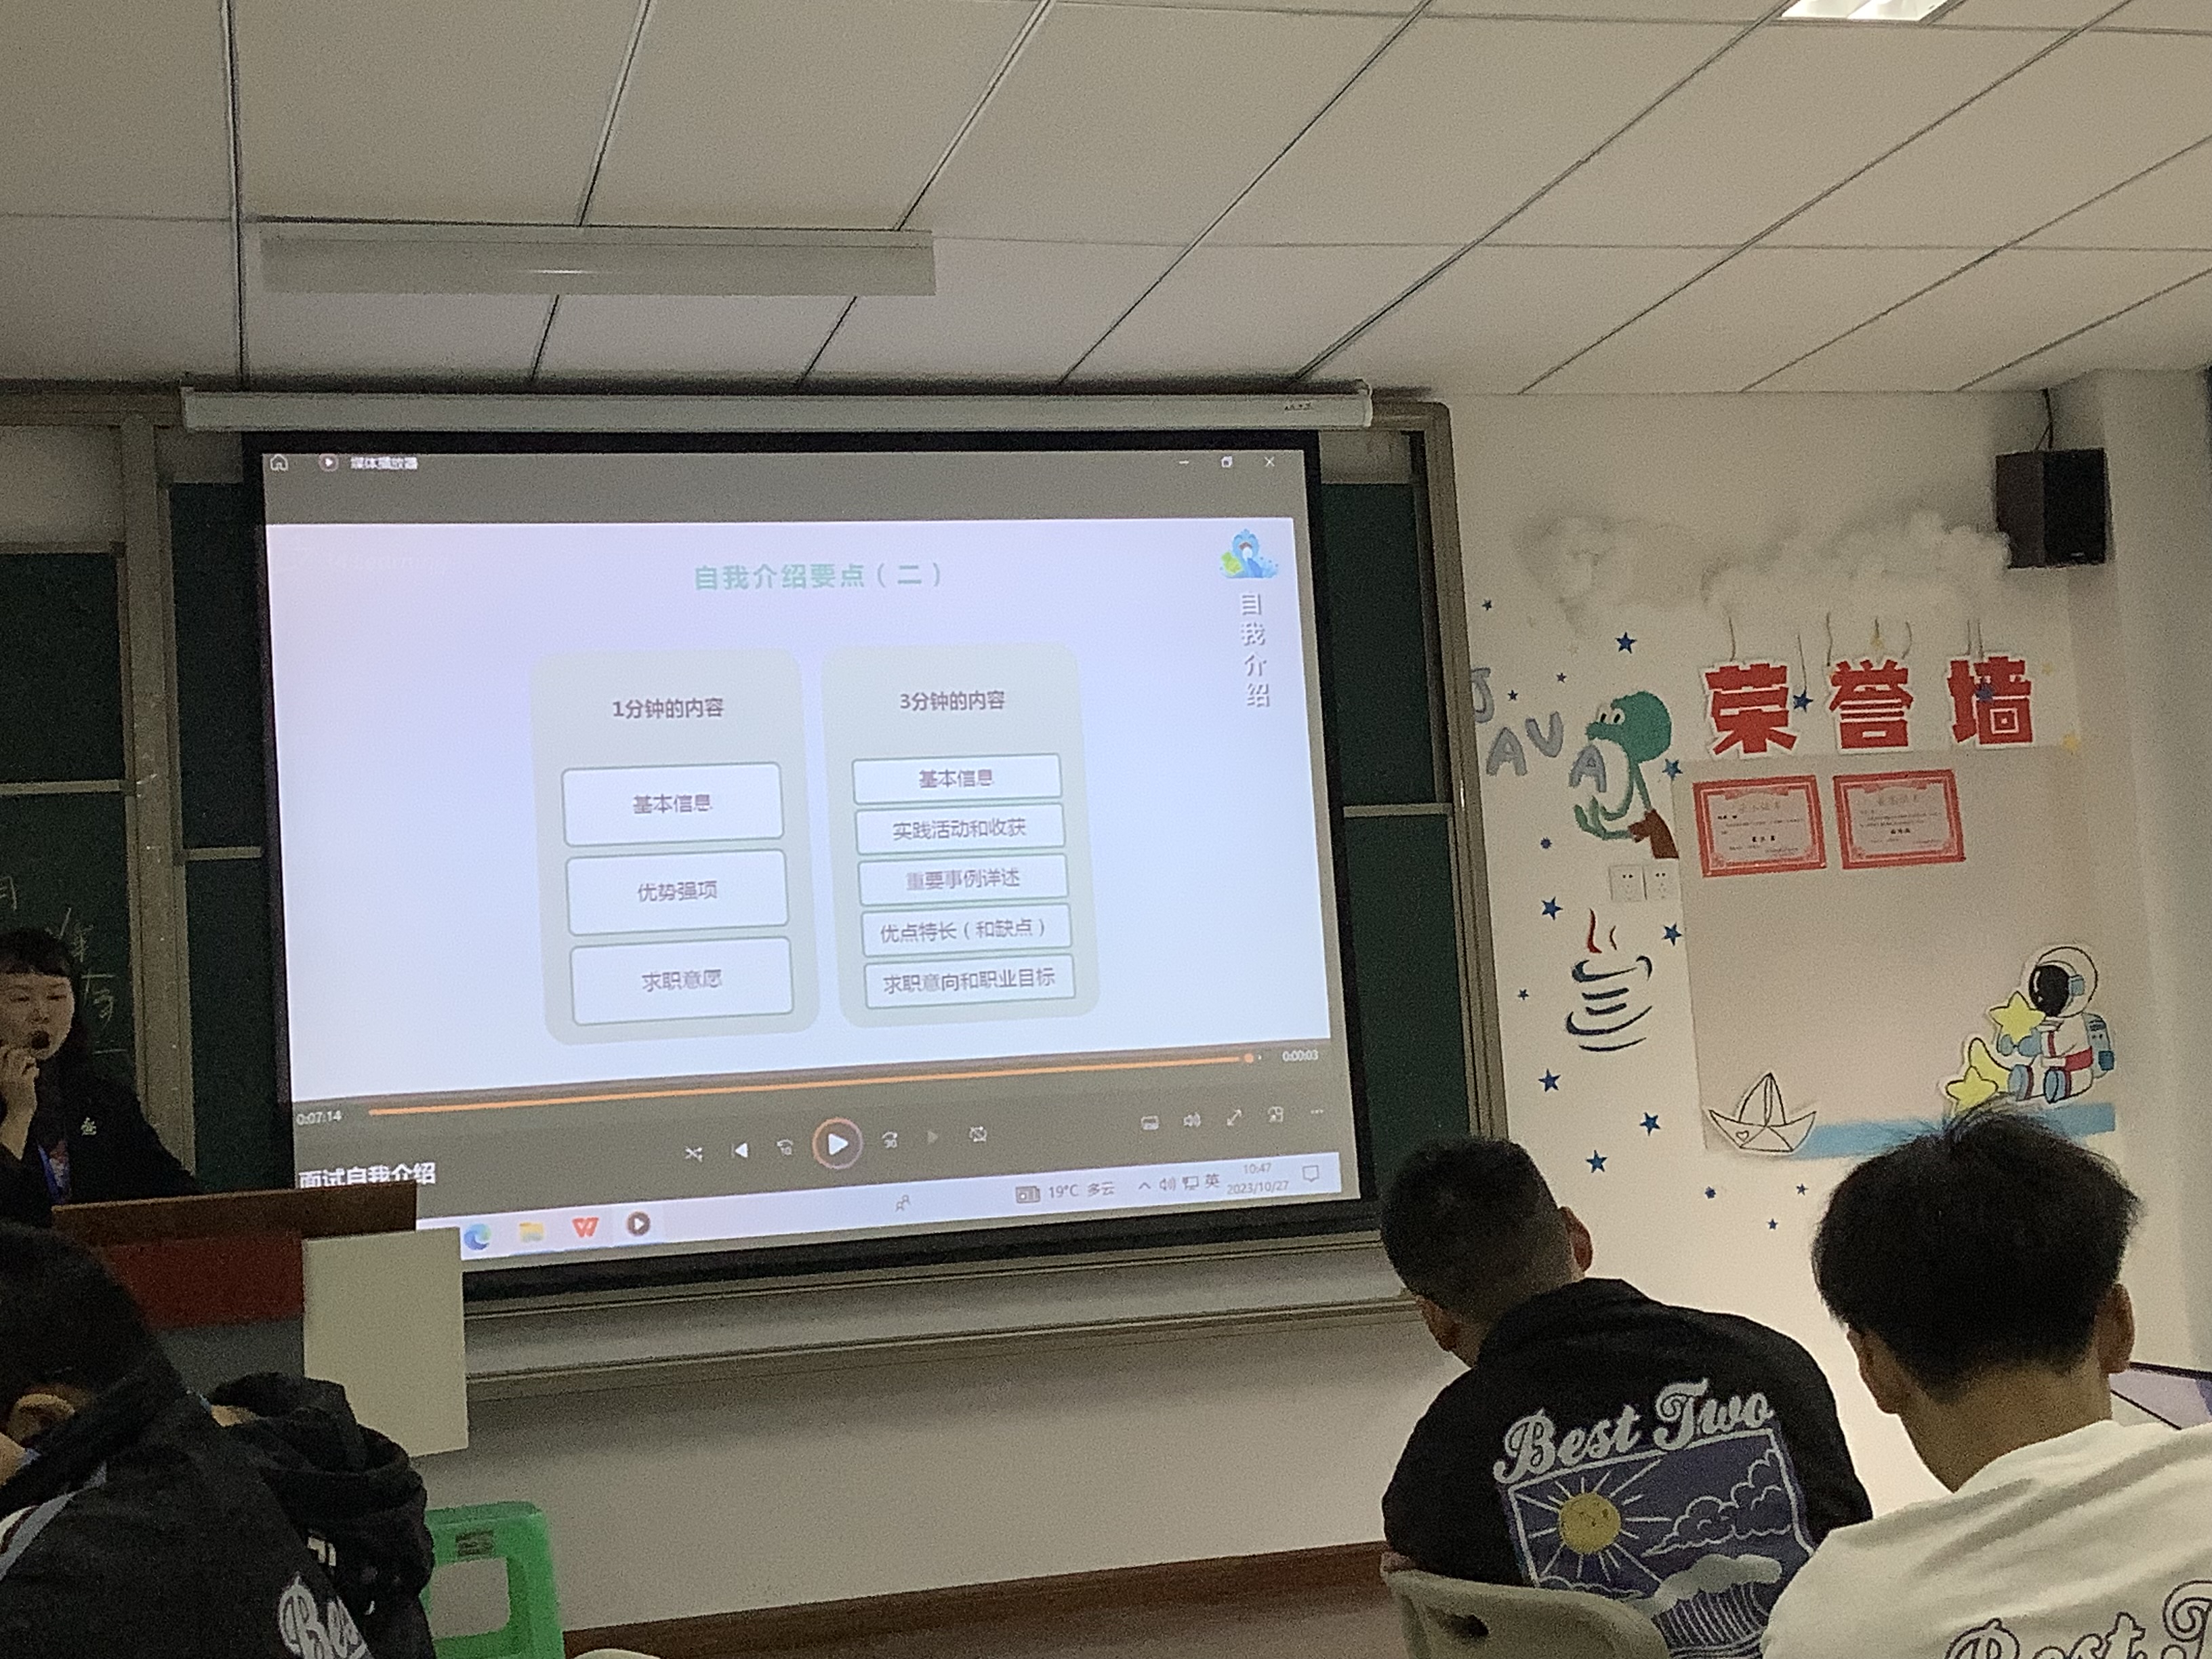 媒体播放器
自我介绍要点（二）
自我介绍
1分钟的内容
基本信息
优势强项
求职意愿
3分钟的内容
基本信息
实践活动和收获
重要事例详述
优点特长（和缺点）
求职意向和职业目标
0:07:14
0:00:03
10
30
面试自我介绍
19°C 多云
英
10:47
2023/10/27
JAVA
荣誉墙
Best Two
Bes
Best T